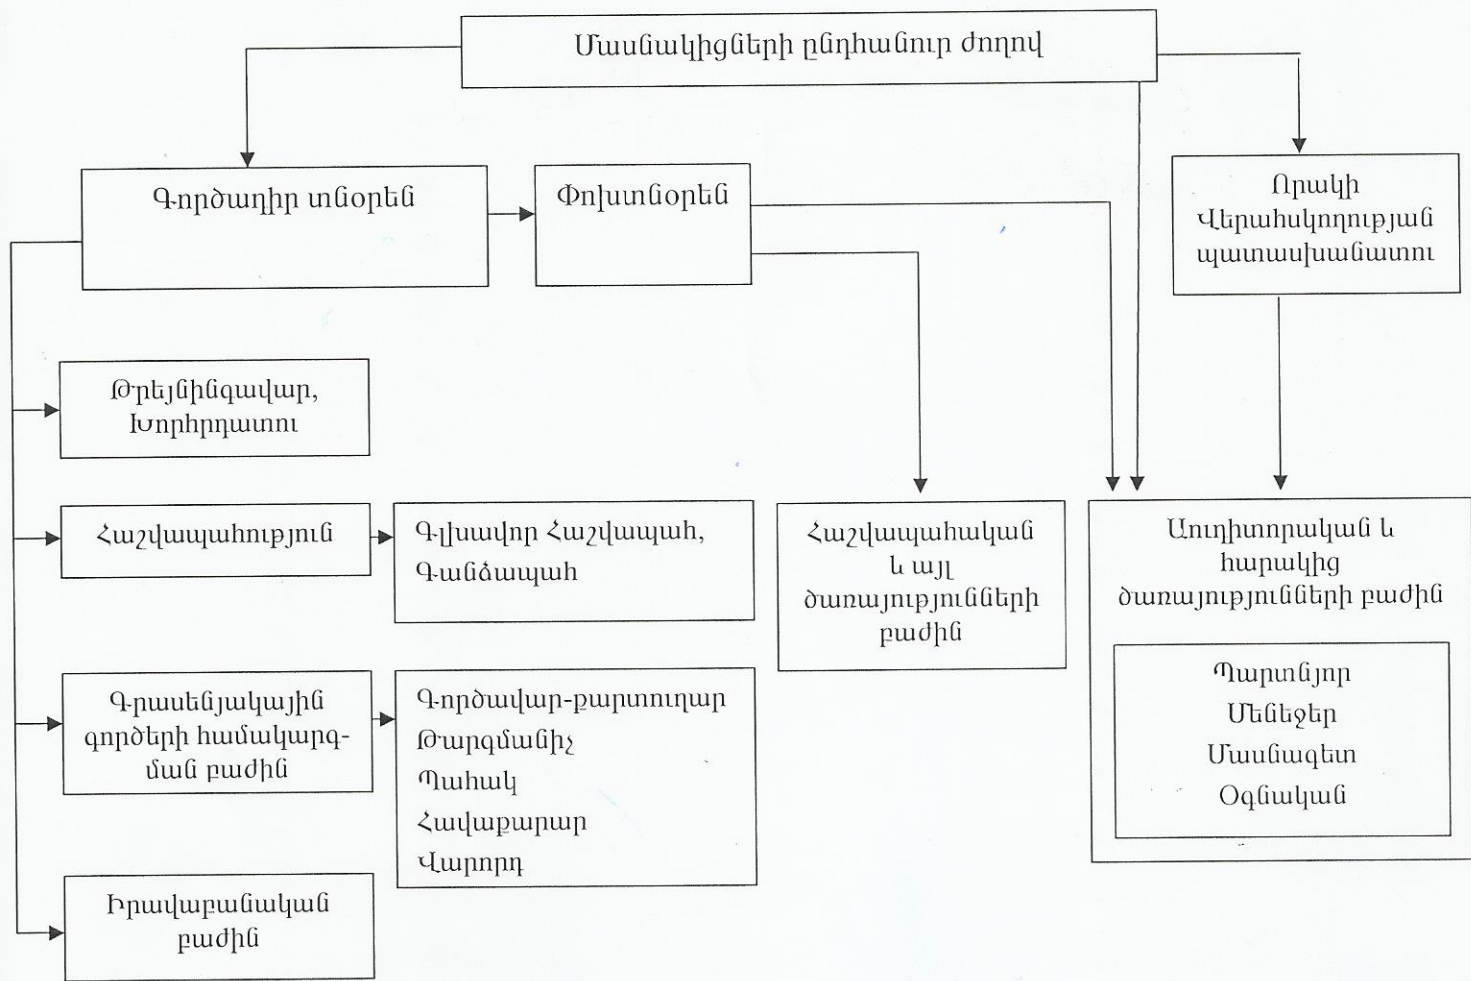 Մասնակիցների ընդհանուր ժողով
Գործադիր տնօրեն
Փոխտնօրեն
Որակի
Վերահսկողության
պատասխանատու
Թրեյնինգավար,
Խորհրդատու
Հաշվապահություն
Գլխավոր Հաշվապահ,
Գանձապահ
Հաշվապահական
և այլ
ծառայությունների
բաժին
Աուդիտորական և
հարակից
ծառայությունների բաժին
Պարտնյոր
Մենեջեր
Մասնագետ
Օգնական
Գրասենյակային
գործերի համակարգ-
ման բաժին
Գործավար-քարտուղար
Թարգմանիչ
Պահակ
Հավաքարար
Վարորդ
Իրավաբանական
բաժին